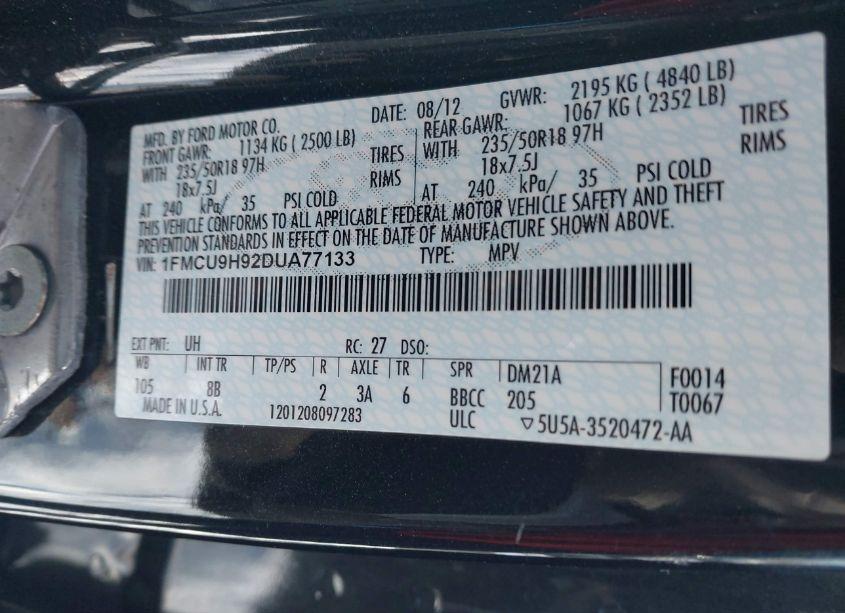 MFD. BY FORD MOTOR CO. DATE: 08/12 GVWR: 2195 KG ( 4840 LB)
FRONT GAWR: 1134 KG ( 2500 LB) REAR GAWR: 1067 KG ( 2352 LB)
WITH 235/50R18 97H TIRES WITH 235/50R18 97H TIRES
18x7.5J RIMS 18x7.5J RIMS
AT 240 kPa/ 35 PSI COLD AT 240 kPa/ 35 PSI COLD
THIS VEHICLE CONFORMS TO ALL APPLICABLE FEDERAL MOTOR VEHICLE SAFETY AND THEFT
PREVENTION STANDARDS IN EFFECT ON THE DATE OF MANUFACTURE SHOWN ABOVE.
VIN: 1FMCU9H92DUA77133 TYPE: MPV
EXT PNT: UH RC: 27 DSO:
WB INT TR TP/PS R AXLE TR SPR DM21A F0014
105 8B 2 3A 6 BBCC 205 T0067
MADE IN U.S.A. 1201208097283 ULC ▽5U5A-3520472-AA